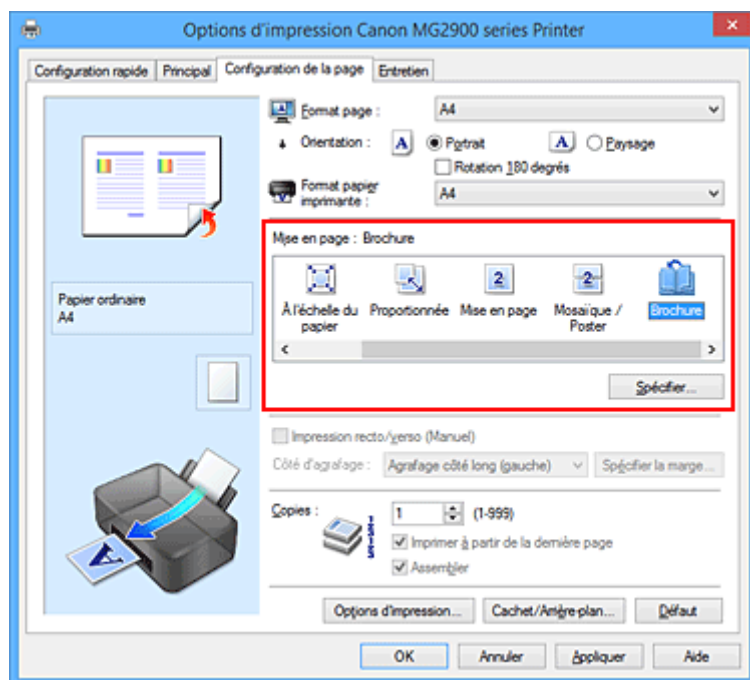 Options d'impression Canon MG2900 series Printer
Configuration rapide Principal Configuration de la page Entretien
Format page : A4
Orientation : A Portrait A Paysage
Rotation 180 degrés
Format papier imprimante : A4
Mise en page : Brochure
À l'échelle du papier Proportionnée Mise en page Mosaïque / Poster Brochure
Spécifier...
Papier ordinaire
A4
Impression recto/verso (Manuel)
Côté d'agrafage : Agrafage côté long (gauche) Spécifier la marge...
Copies : 1 (1-999)
Imprimer à partir de la dernière page
Assembler
Options d'impression... Cachet/Arrière-plan... Défaut
OK Annuler Appliquer Aide